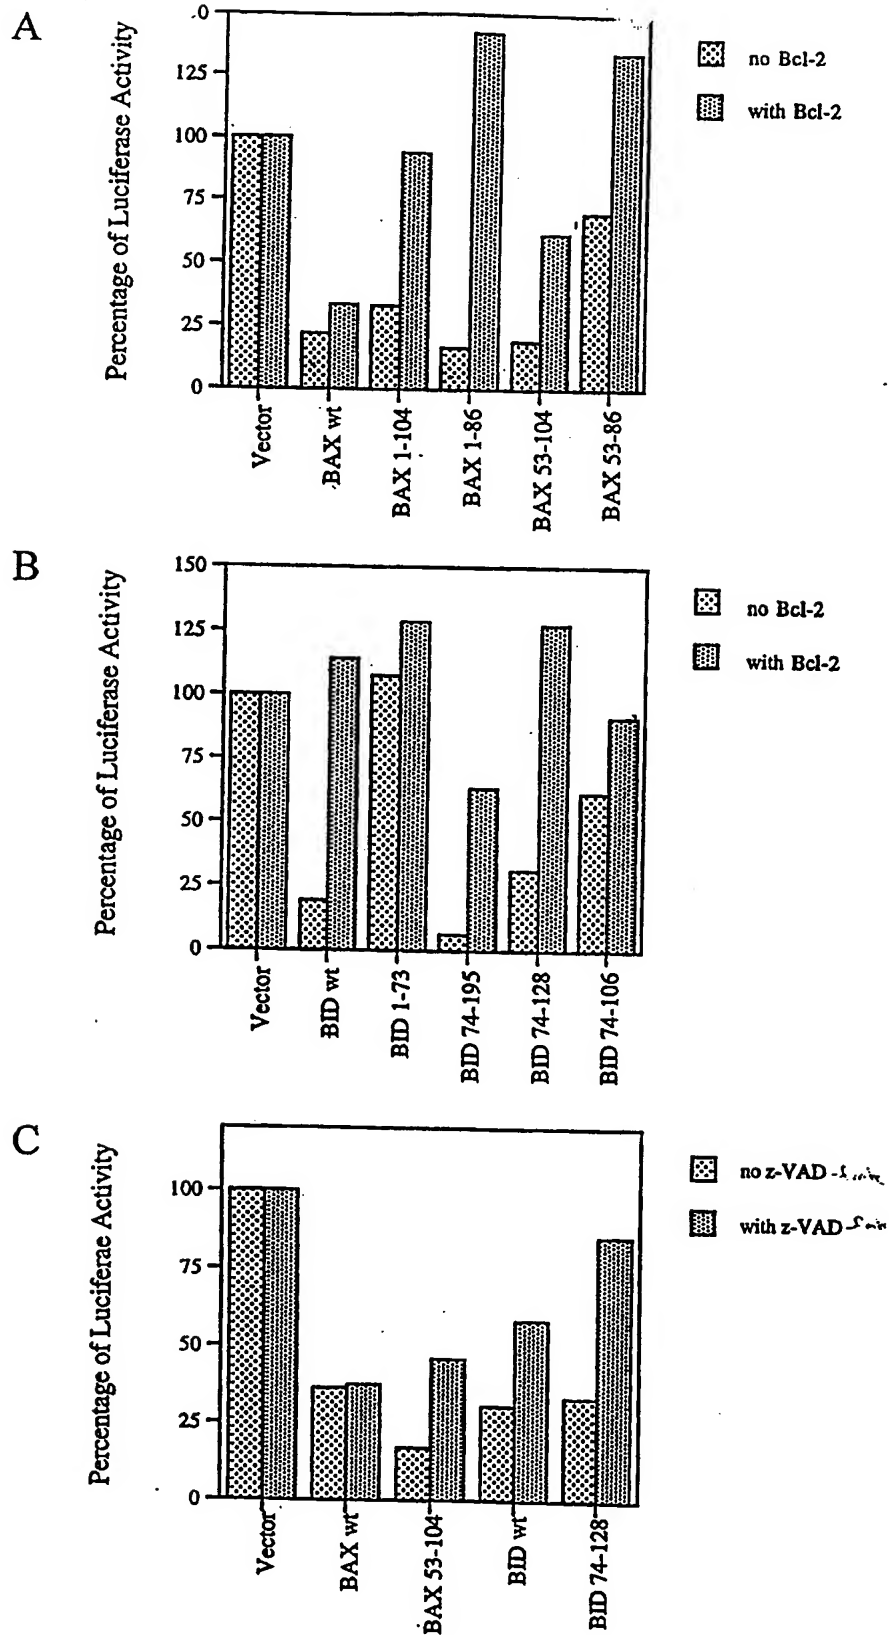 A
.0
125
100
75
50
25
0
Percentage of Luciferase Activity
no Bcl-2
with Bcl-2
Vector
BAX wt
BAX 1-104
BAX 1-86
BAX 53-104
BAX 53-86
B
150
125
100
75
50
25
0
Percentage of Luciferase Activity
no Bcl-2
with Bcl-2
Vector
BID wt
BID 1-73
BID 74-195
BID 74-128
BID 74-106
C
100
75
50
25
0
Percentage of Luciferae Activity
no z-VAD
with z-VAD
Vector
BAX wt
BAX 53-104
BID wt
BID 74-128